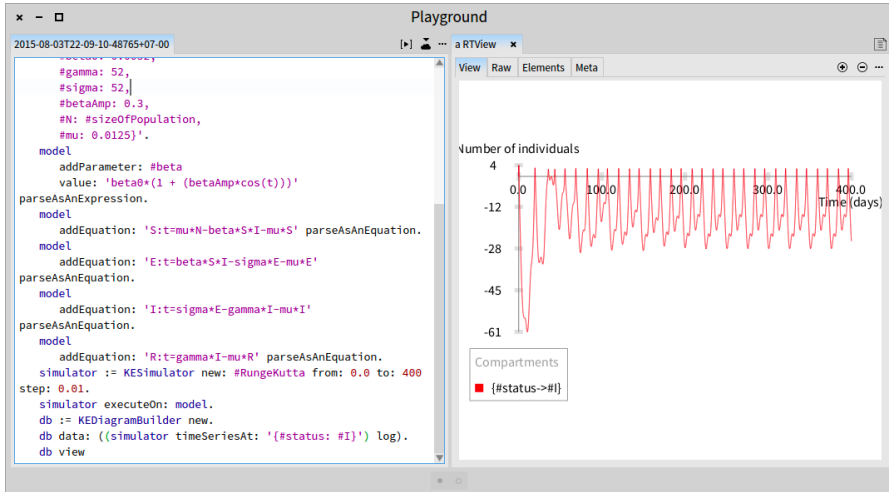 Playground
2015-08-03T22-09-10-48765+07-00
#gamma: 52,
#sigma: 52,
#betaAmp: 0.3,
#N: #sizeOfPopulation,
#mu: 0.0125}'.
model
addParameter: #beta
value: 'beta0*(1 + (betaAmp*cos(t)))'
parseAsAnExpression.
model
addEquation: 'S:t=mu*N-beta*S*I-mu*S' parseAsAnEquation.
model
addEquation: 'E:t=beta*S*I-sigma*E-mu*E'
parseAsAnEquation.
model
addEquation: 'I:t=sigma*E-gamma*I-mu*I'
parseAsAnEquation.
model
addEquation: 'R:t=gamma*I-mu*R' parseAsAnEquation.
simulator := KESimulator new: #RungeKutta from: 0.0 to: 400
step: 0.01.
simulator executeOn: model.
db := KEDiagramBuilder new.
db data: ((simulator timeSeriesAt: '{#status: #I}') log).
db view
a RTView
View Raw Elements Meta
Number of individuals
4
0.0 100.0 200.0 300.0 400.0
Time (days)
-12
-28
-45
-61
Compartments
{#status->#I}